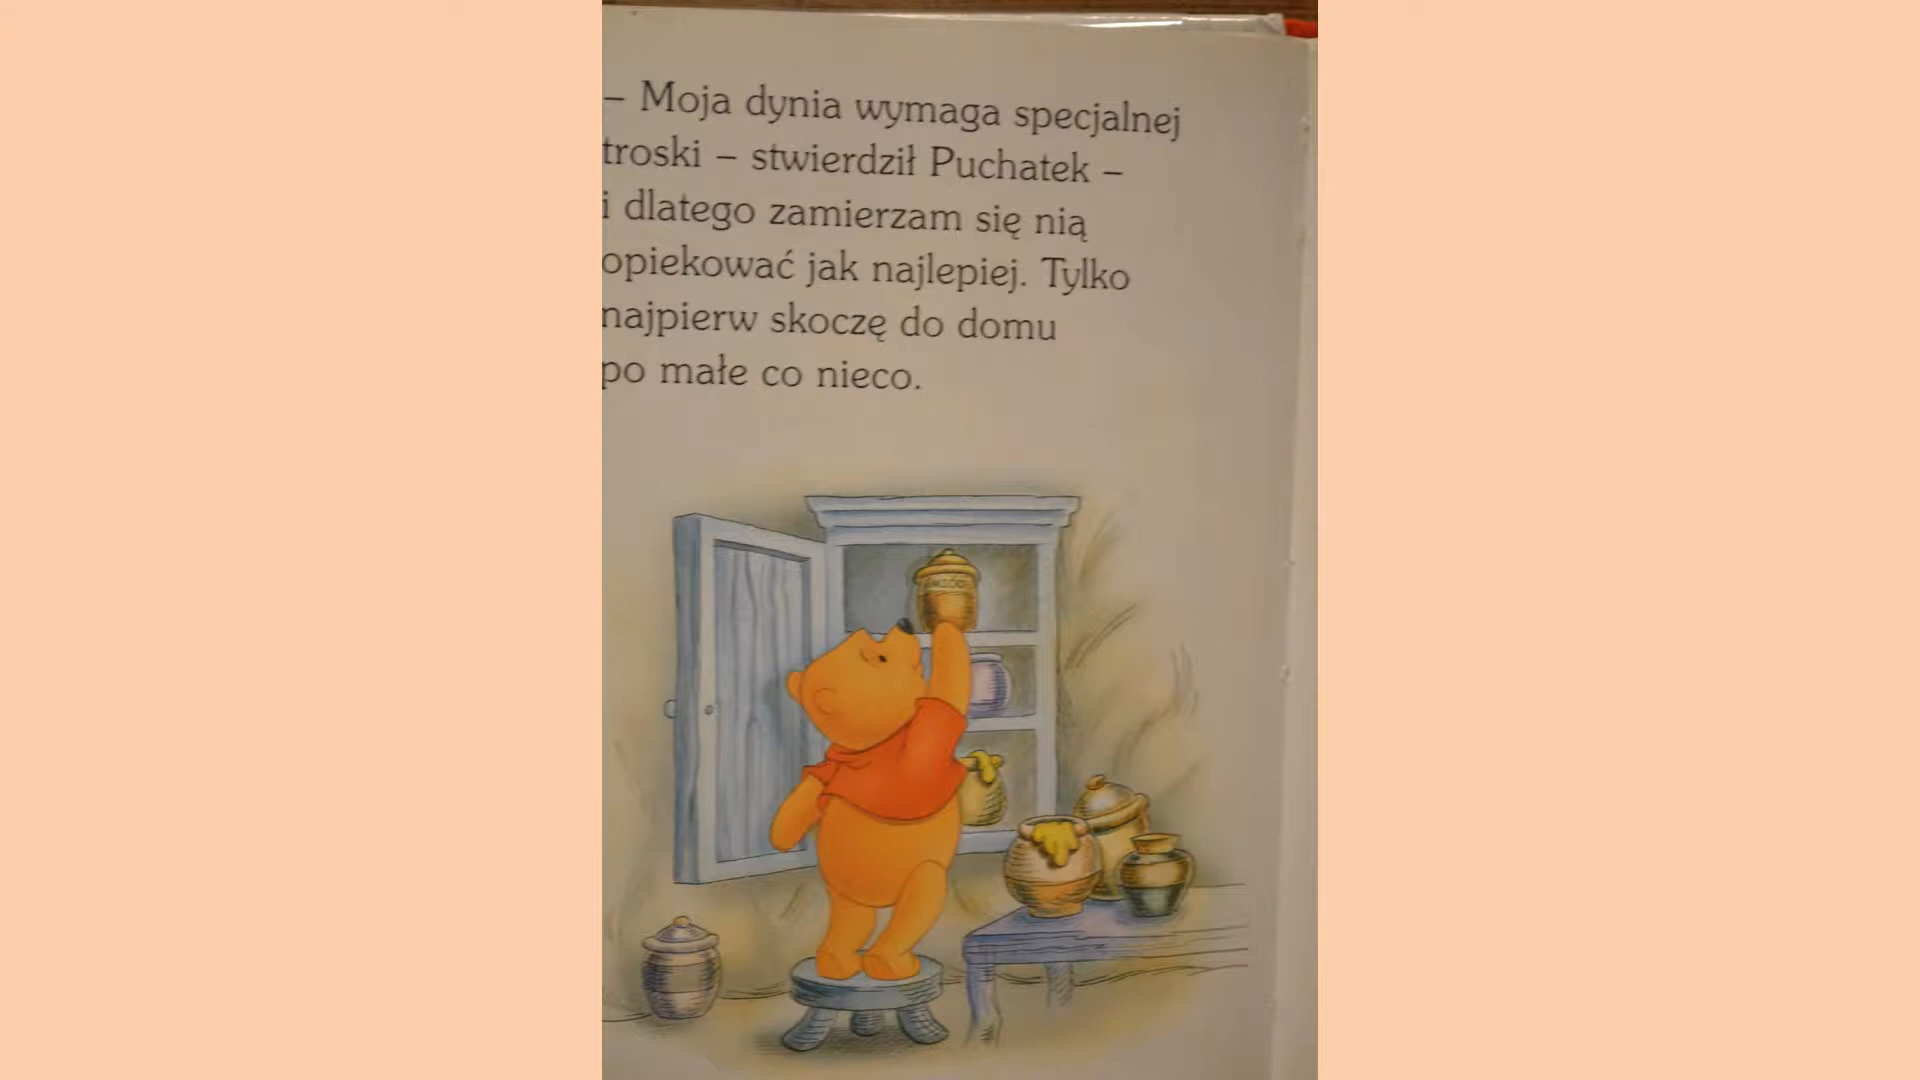 – Moja dynia wymaga specjalnej
troski – stwierdził Puchatek –
i dlatego zamierzam się nią
opiekować jak najlepiej. Tylko
najpierw skoczę do domu
po małe co nieco.
MIÓD